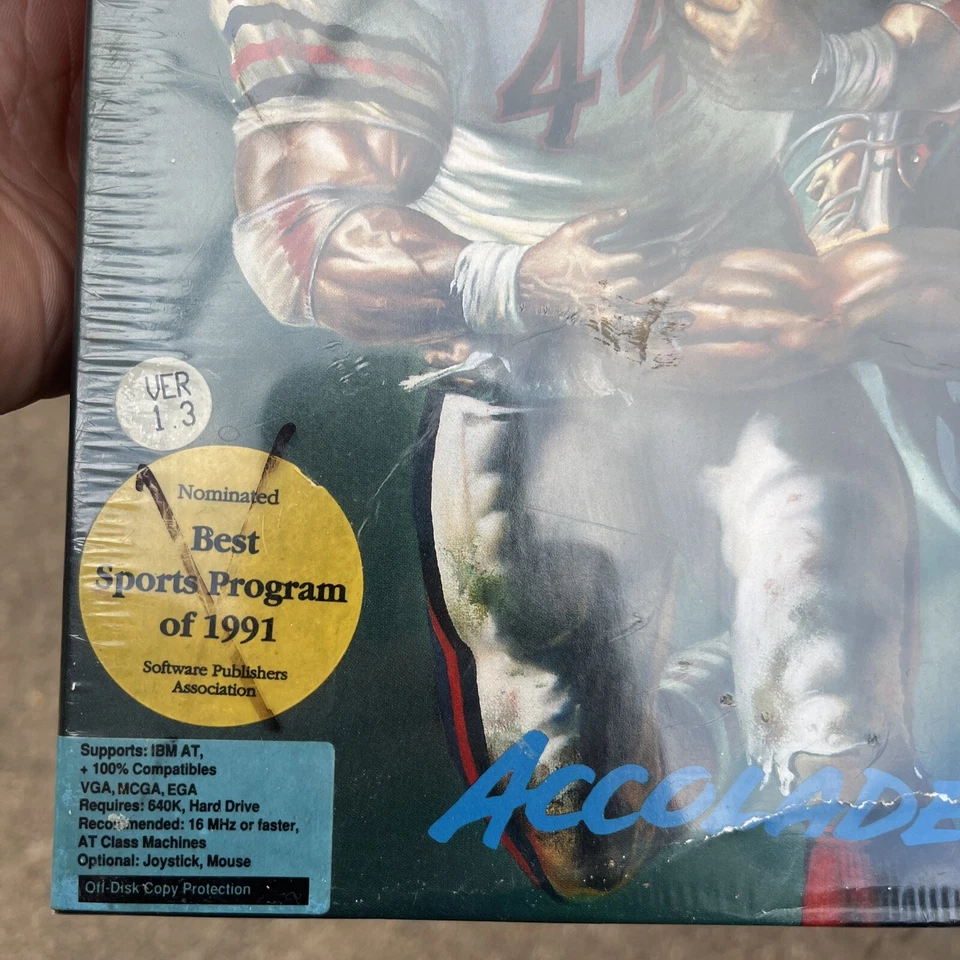 44
VER
1.3
Nominated
Best
Sports Program
of 1991
Software Publishers
Association
Supports: IBM AT,
+ 100% Compatibles
VGA, MCGA, EGA
Requires: 640K, Hard Drive
Recommended: 16 MHz or faster,
AT Class Machines
Optional: Joystick, Mouse
Off-Disk Copy Protection
ACCOLADE